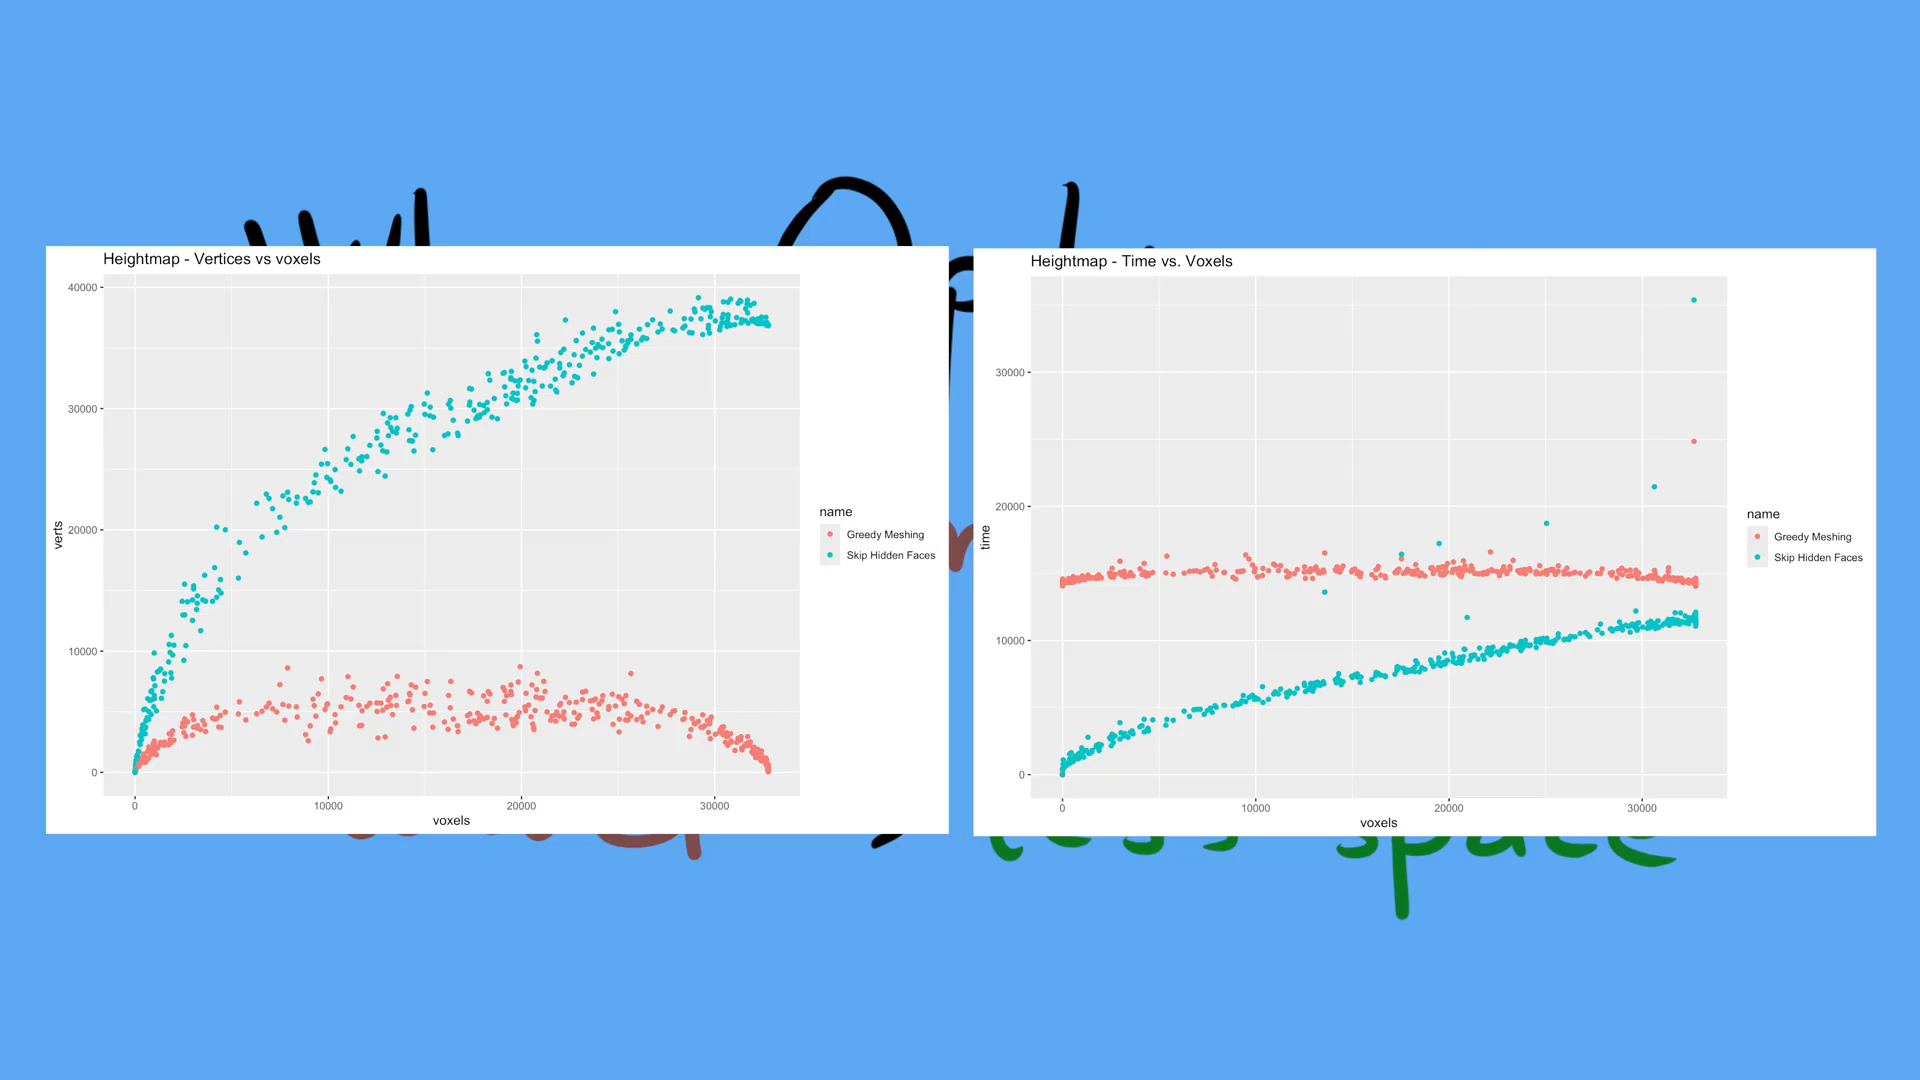 Heightmap - Vertices vs voxels
40000
30000
20000
10000
0
verts
0 10000 20000 30000
voxels
name
Greedy Meshing
Skip Hidden Faces
Heightmap - Time vs. Voxels
30000
20000
10000
0
time
0 10000 20000 30000
voxels
name
Greedy Meshing
Skip Hidden Faces
less space